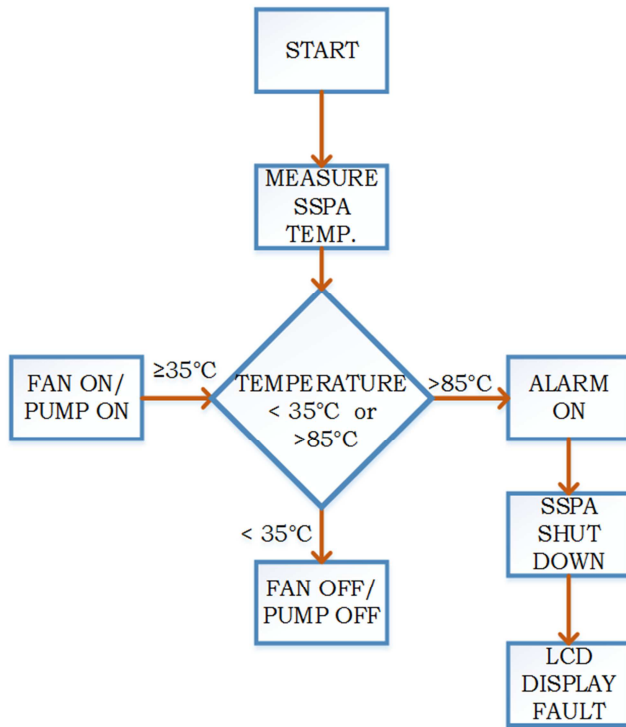 START
MEASURE
SSPA
TEMP.
FAN ON/
PUMP ON
≥35°C
TEMPERATURE
< 35°C or
>85°C
>85°C
ALARM
ON
SSPA
SHUT
DOWN
< 35°C
FAN OFF/
PUMP OFF
LCD
DISPLAY
FAULT